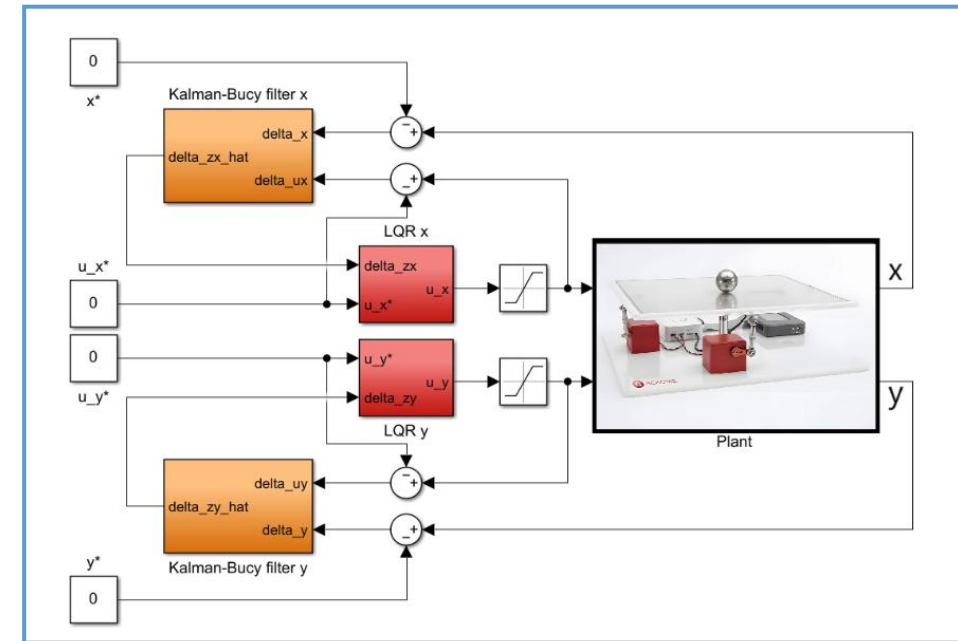 0
x*
Kalman-Bucy filter x
delta_x
delta_zx_hat
delta_ux
LQR x
u_x*
0
delta_zx
u_x
u_x*
x
0
u_y*
u_y*
u_y
delta_zy
LQR y
y
ACROME
Plant
delta_uy
delta_zy_hat
delta_y
Kalman-Bucy filter y
y*
0